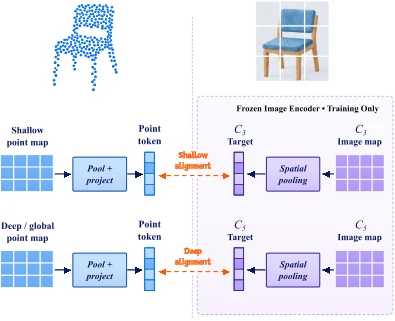 Frozen Image Encoder • Training Only
Shallow
point map
Point
token
C3
Target
C3
Image map
Pool +
project
Shallow
alignment
Spatial
pooling
Deep / global
point map
Point
token
C5
Target
C5
Image map
Pool +
project
Deep
alignment
Spatial
pooling